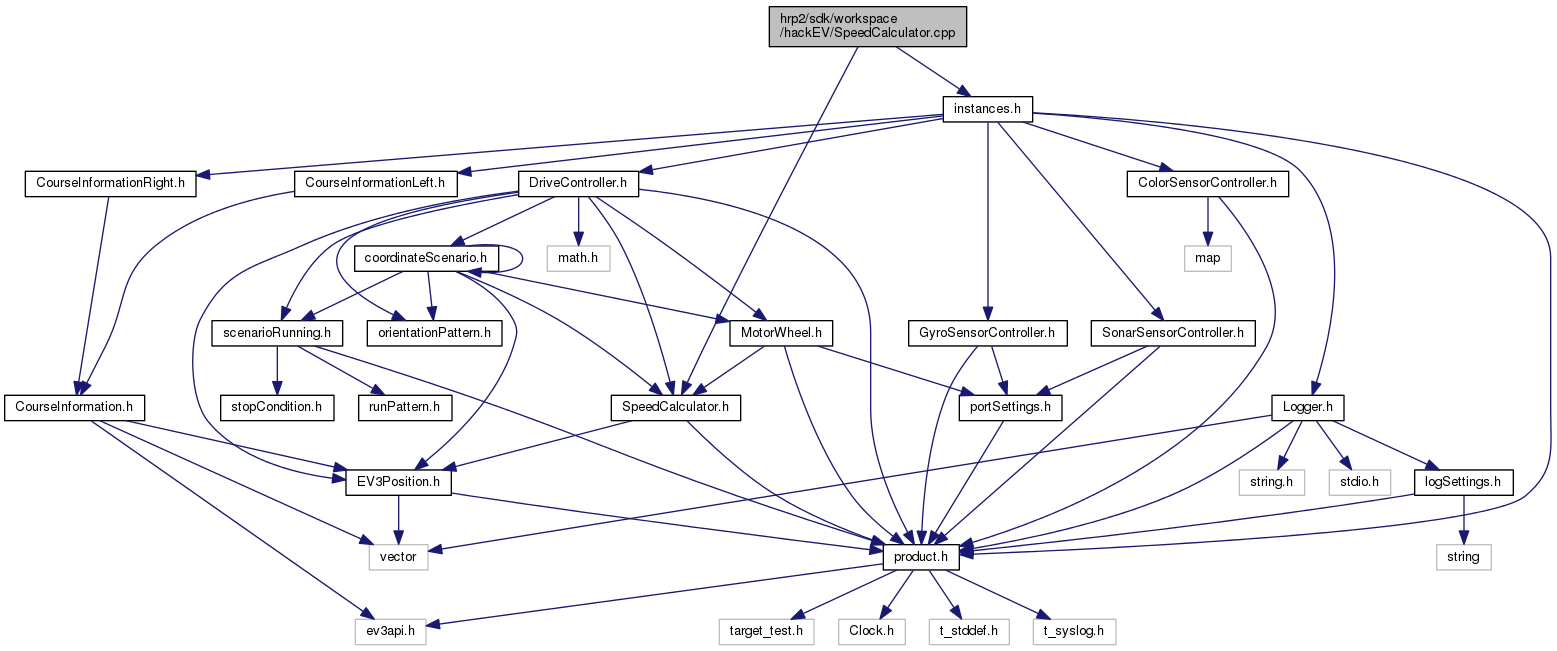 hrp2/sdk/workspace
/hackEV/SpeedCalculator.cpp
instances.h
CourseInformationRight.h
CourseInformationLeft.h
DriveController.h
ColorSensorController.h
coordinateScenario.h
math.h
map
scenarioRunning.h
orientationPattern.h
MotorWheel.h
GyroSensorController.h
SonarSensorController.h
CourseInformation.h
stopCondition.h
runPattern.h
SpeedCalculator.h
portSettings.h
Logger.h
EV3Position.h
string.h
stdio.h
logSettings.h
vector
product.h
string
ev3api.h
target_test.h
Clock.h
t_stddef.h
t_syslog.h